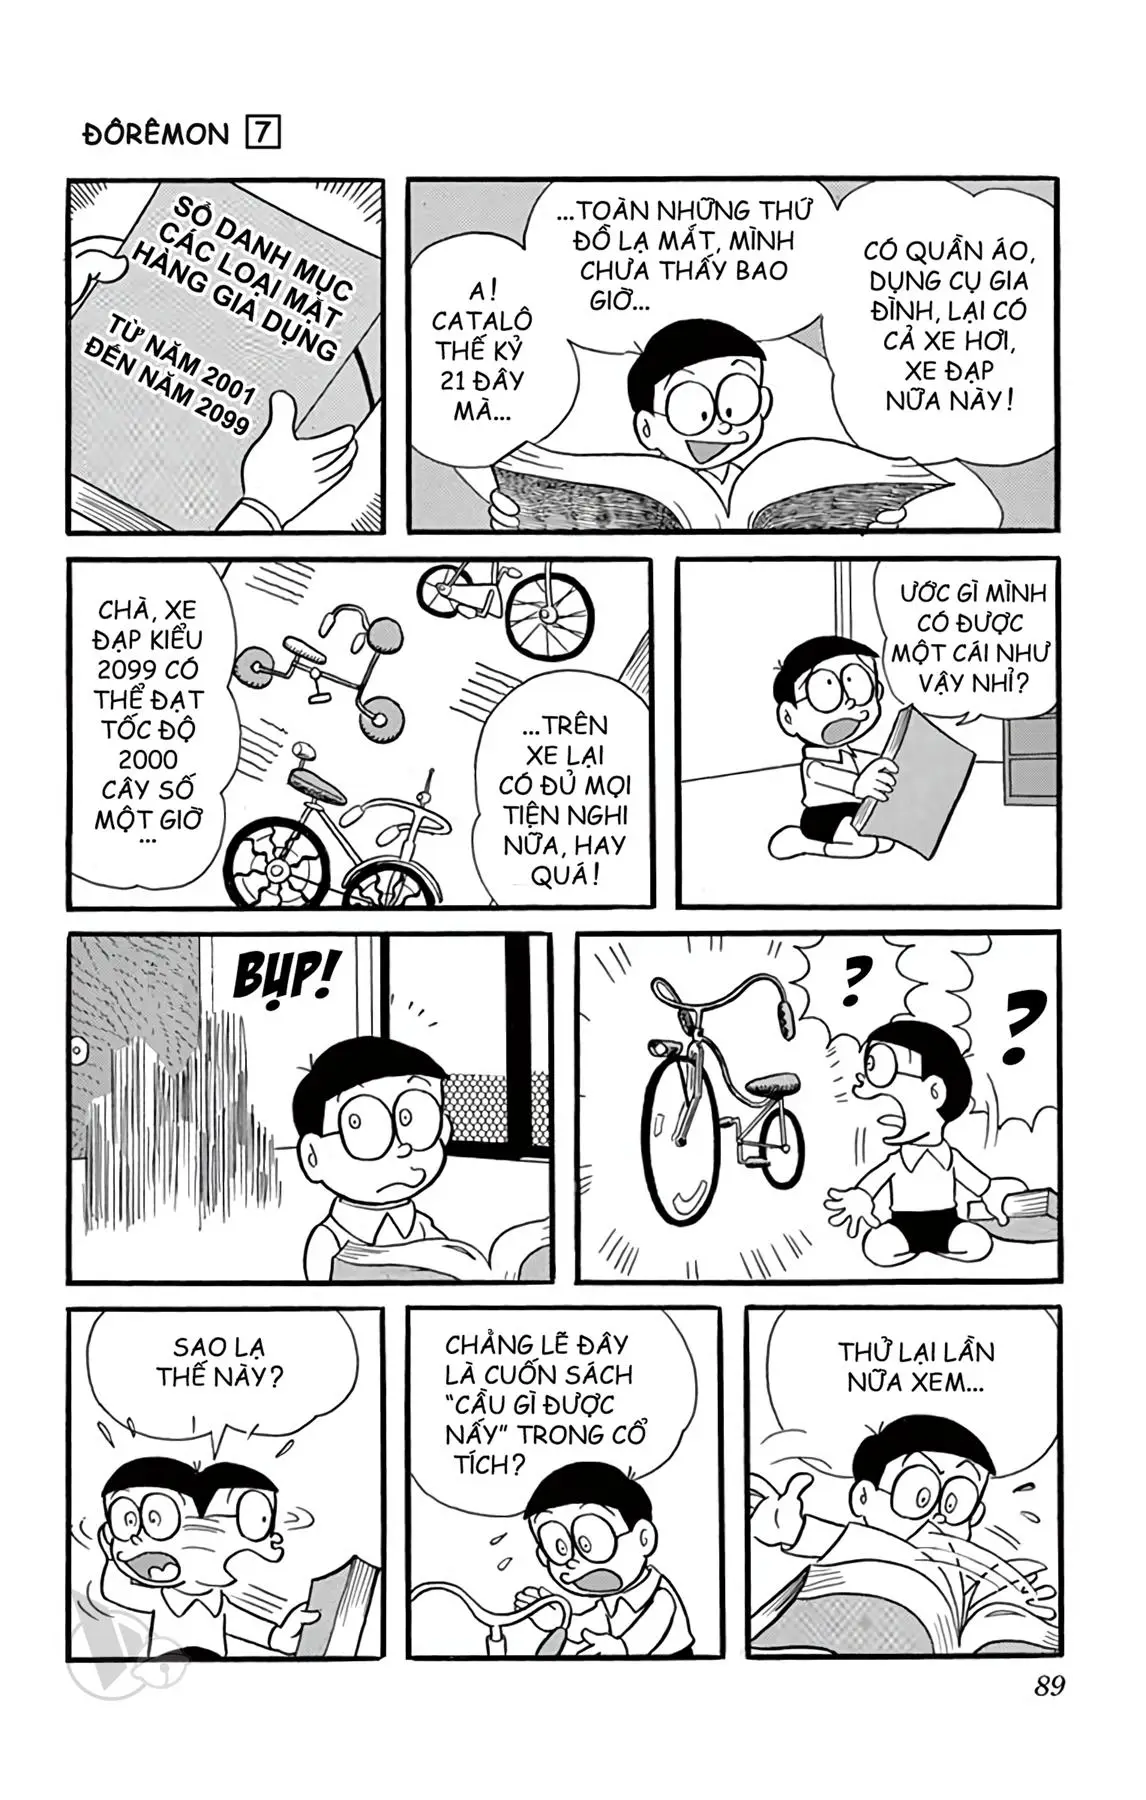 ĐÔRÊMON 7
SỔ DANH MỤC
CÁC LOẠI MẶT
HÀNG GIA DỤNG
TỪ NĂM 2001
ĐẾN NĂM 2099
A!
CATALÔ
THẾ KỶ
21 ĐÂY
MÀ...
...TOÀN NHỮNG THỨ
ĐỒ LẠ MẮT, MÌNH
CHƯA THẤY BAO
GIỜ...
CÓ QUẦN ÁO,
DỤNG CỤ GIA
ĐÌNH, LẠI CÓ
CẢ XE HƠI,
XE ĐẠP
NỮA NÀY!
CHÀ, XE
ĐẠP KIỂU
2099 CÓ
THỂ ĐẠT
TỐC ĐỘ
2000
CÂY SỐ
MỘT GIỜ
...
...TRÊN
XE LẠI
CÓ ĐỦ MỌI
TIỆN NGHI
NỮA, HAY
QUÁ!
ƯỚC GÌ MÌNH
CÓ ĐƯỢC
MỘT CÁI NHƯ
VẬY NHỈ?
BỤP!
?
?
SAO LẠ
THẾ NÀY?
CHẲNG LẼ ĐÂY
LÀ CUỐN SÁCH
“CẦU GÌ ĐƯỢC
NẤY” TRONG CỔ
TÍCH?
THỬ LẠI LẦN
NỮA XEM...
89